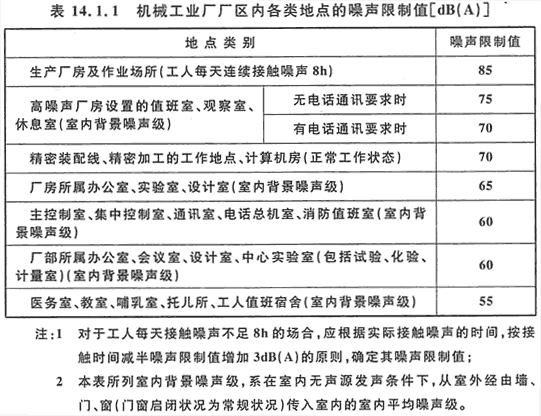 表 14.1.1 机械工业厂厂区内各类地点的噪声限制值[dB(A)]
地点类别 噪声限制值
生产厂房及作业场所(工人每天连续接触噪声 8h) 85
高噪声厂房设置的值班室、观察室、
休息室(室内背景噪声级)
无电话通讯要求时 75
有电话通讯要求时 70
精密装配线、精密加工的工作地点、计算机房(正常工作状态) 70
厂房所属办公室、实验室、设计室(室内背景噪声级) 65
主控制室、集中控制室、通讯室、电话总机室、消防值班室(室内背
景噪声级) 60
厂部所属办公室、会议室、设计室、中心实验室(包括试验、化验、
计量室)(室内背景噪声级) 60
医务室、教室、哺乳室、托儿所、工人值班宿舍(室内背景噪声级) 55
注:1 对于工人每天接触噪声不足 8h 的场合,应根据实际接触噪声的时间,按接
触时间减半噪声限制值增加 3dB(A)的原则,确定其噪声限制值;
2 本表所列室内背景噪声级,系在室内无声源发声条件下,从室外经由墙、
门、窗(门窗启闭状况为常规状况)传入室内的室内平均噪声级。